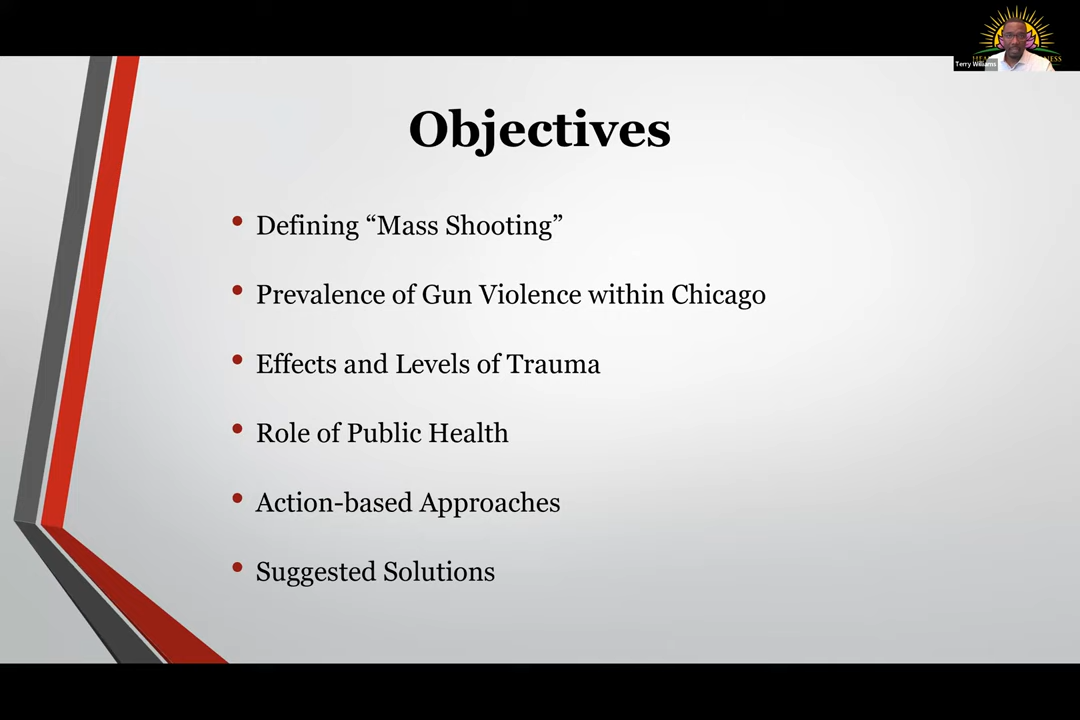 Terry Williams
Objectives
• Defining “Mass Shooting”
• Prevalence of Gun Violence within Chicago
• Effects and Levels of Trauma
• Role of Public Health
• Action-based Approaches
• Suggested Solutions